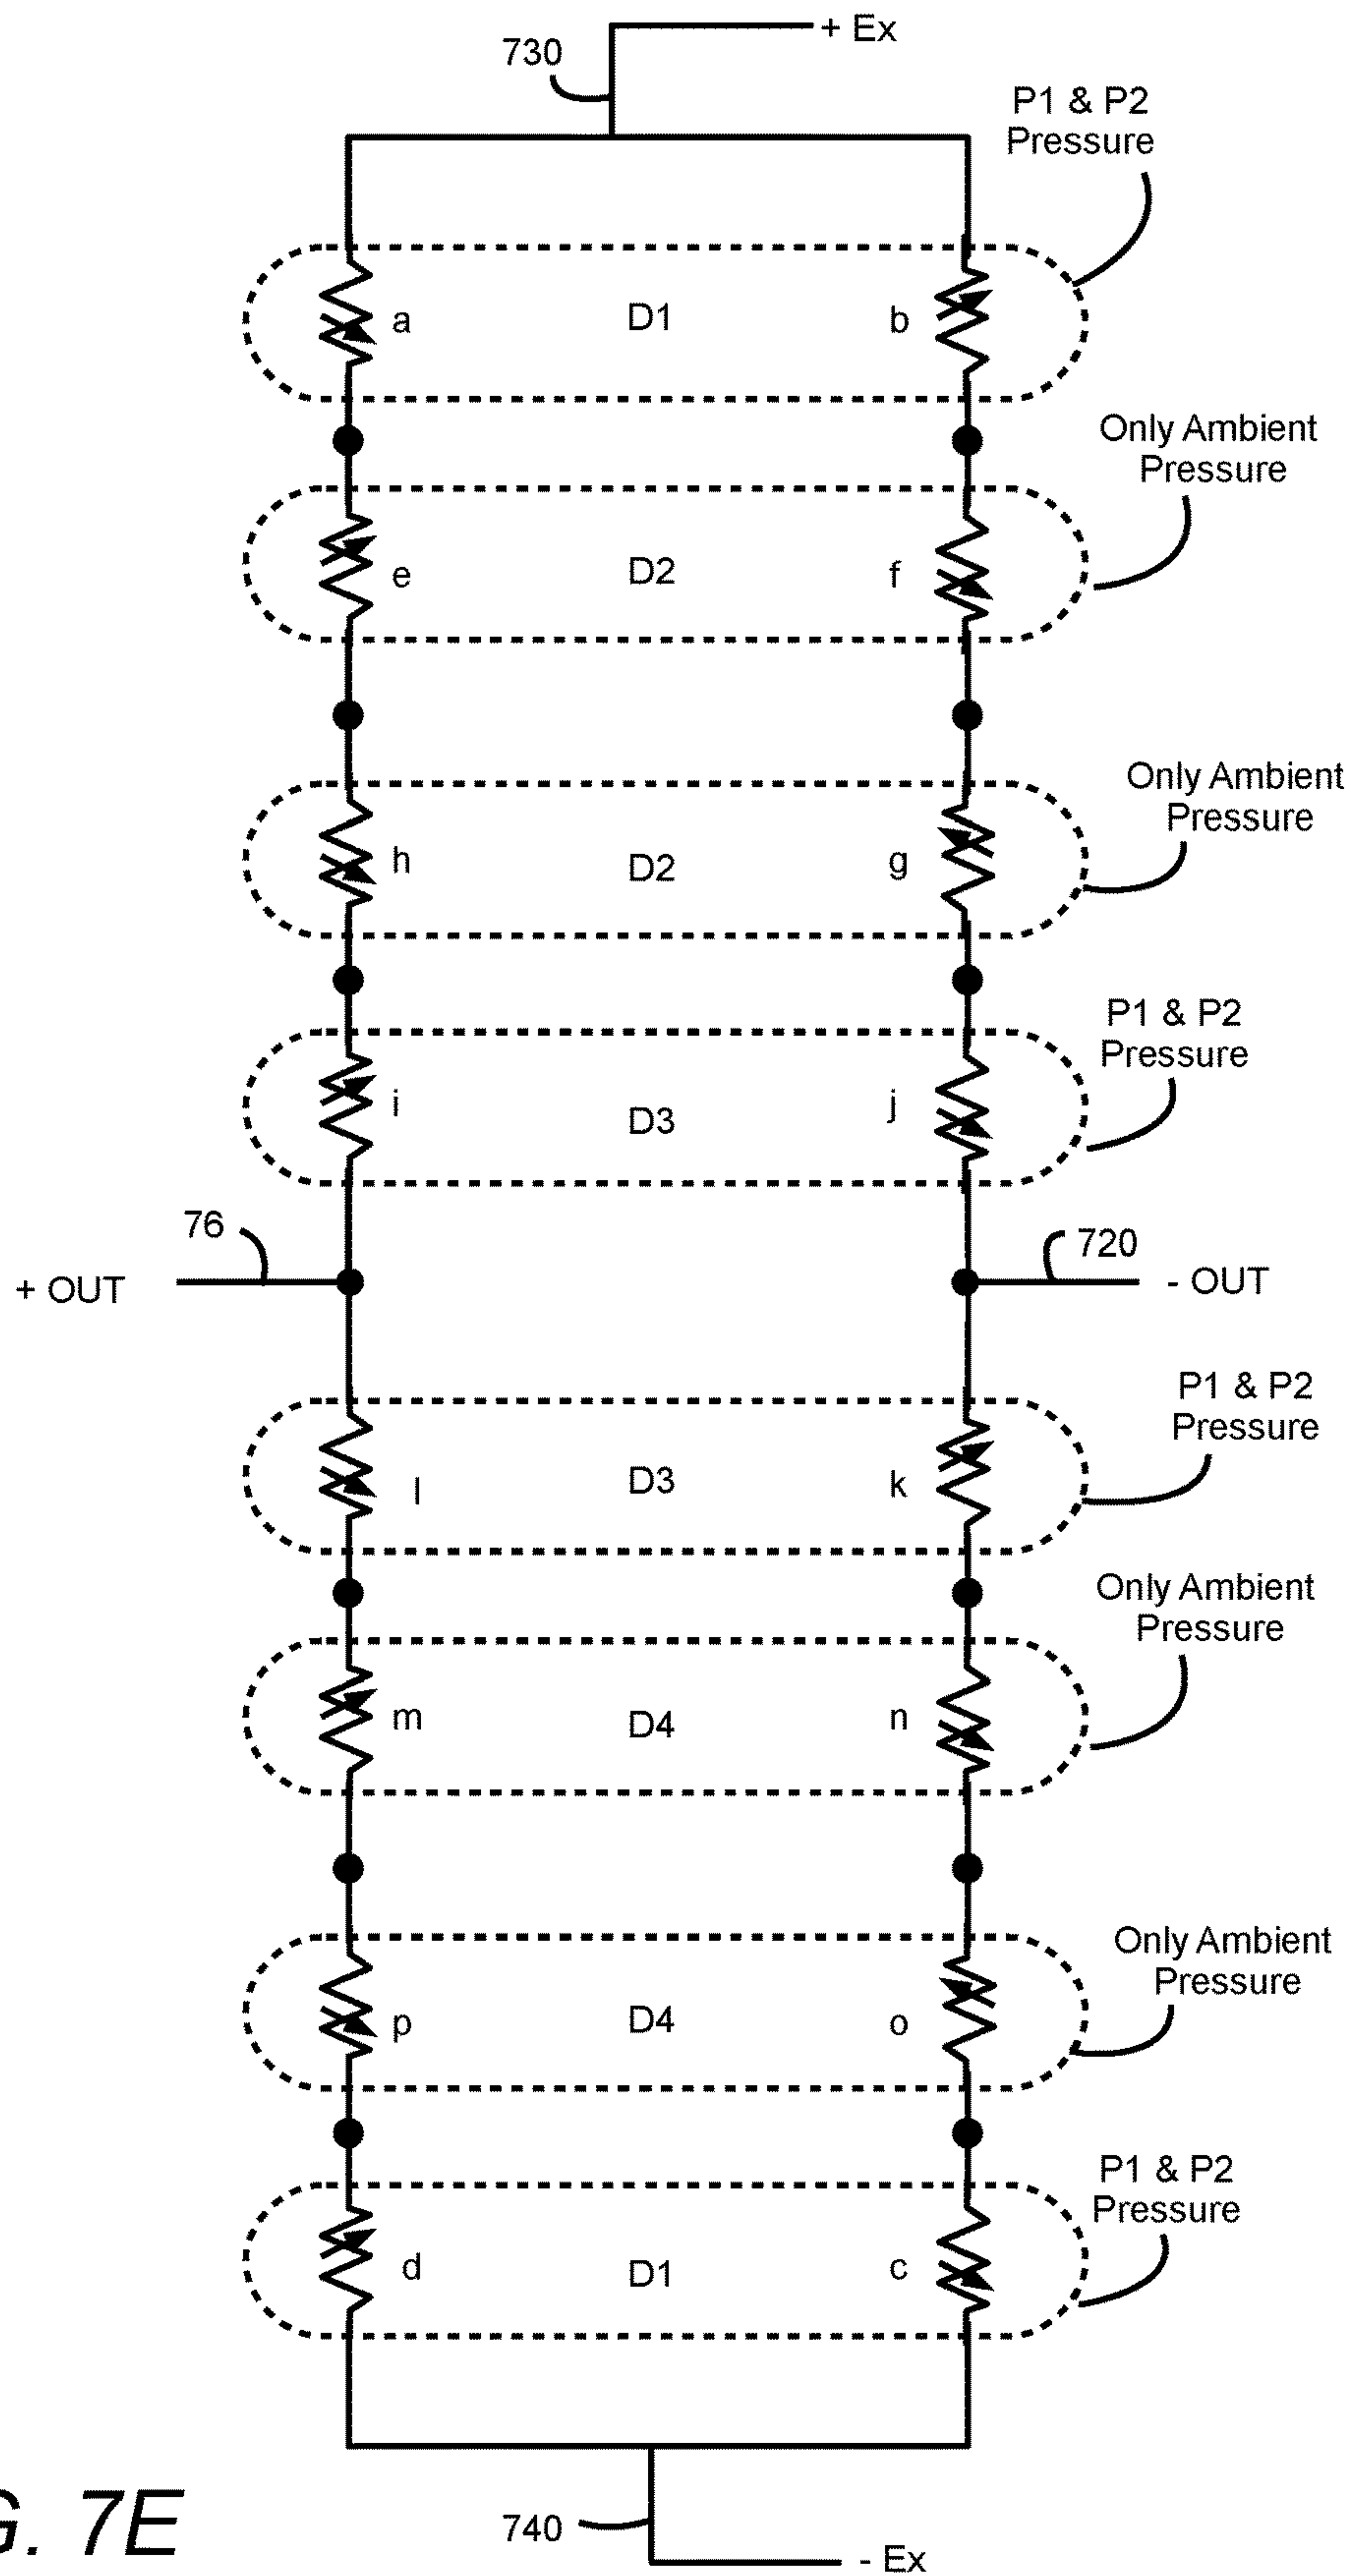 + Ex
730
P1 & P2
Pressure
a
D1
b
Only Ambient
Pressure
e
D2
f
Only Ambient
Pressure
h
D2
g
P1 & P2
Pressure
i
D3
j
76
720
+ OUT
- OUT
P1 & P2
Pressure
l
D3
k
Only Ambient
Pressure
m
D4
n
Only Ambient
Pressure
p
D4
o
P1 & P2
Pressure
d
D1
c
G. 7E
740
- Ex